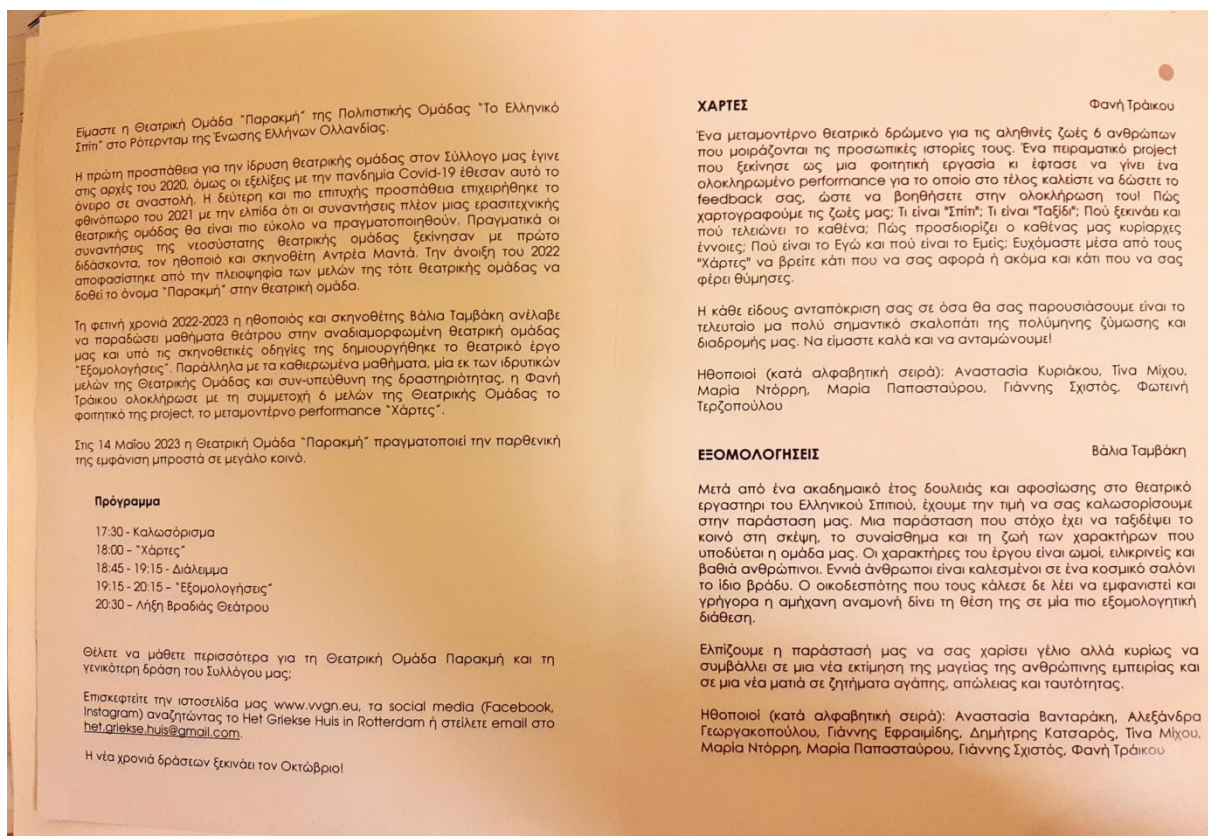 Είμαστε η Θεατρική Ομάδα "Παρακμή" της Πολιτιστικής Ομάδας "Το Ελληνικό
Σπίτι" στο Ρότερνταμ της Ένωσης Ελλήνων Ολλανδίας.
Η πρώτη προσπάθεια για την ίδρυση θεατρικής ομάδας στον Σύλλογο μας έγινε
στις αρχές του 2020, όμως οι εξελίξεις με την πανδημία Covid-19 έθεσαν αυτό το
όνειρο σε αναστολή. Η δεύτερη και πιο επιτυχής προσπάθεια επιχειρήθηκε το
φθινόπωρο του 2021 με την ελπίδα ότι οι συναντήσεις πλέον μιας ερασιτεχνικής
θεατρικής ομάδας θα είναι πιο εύκολο να πραγματοποιηθούν. Πραγματικά οι
συναντήσεις της νεοσύστατης θεατρικής ομάδας ξεκίνησαν με πρώτο
διδάσκοντα, τον ηθοποιό και σκηνοθέτη Αντρέα Μαντά. Την άνοιξη του 2022
αποφασίστηκε από την πλειοψηφία των μελών της τότε θεατρικής ομάδας να
δοθεί το όνομα "Παρακμή" στην θεατρική ομάδα.
Τη φετινή χρονιά 2022-2023 η ηθοποιός και σκηνοθέτης Βάλια Ταμβάκη ανέλαβε
να παραδώσει μαθήματα θεάτρου στην αναδιαμορφωμένη θεατρική ομάδας
μας και υπό τις σκηνοθετικές οδηγίες της δημιουργήθηκε το θεατρικό έργο
"Εξομολογήσεις". Παράλληλα με τα καθιερωμένα μαθήματα, μία εκ των ιδρυτικών
μελών της Θεατρικής Ομάδας και συν-υπεύθυνη της δραστηριότητας, η Φανή
Τράικου ολοκλήρωσε με τη συμμετοχή 6 μελών της Θεατρικής Ομάδας το
φοιτητικό της project, το μεταμοντέρνο performance "Χάρτες".
Στις 14 Μαΐου 2023 η Θεατρική Ομάδα "Παρακμή" πραγματοποιεί την παρθενική
της εμφάνιση μπροστά σε μεγάλο κοινό.
Πρόγραμμα
17:30 - Καλωσόρισμα
18:00 – "Χάρτες"
18:45 - 19:15 - Διάλειμμα
19:15 - 20:15 – "Εξομολογήσεις"
20:30 – Λήξη Βραδιάς Θεάτρου
Θέλετε να μάθετε περισσότερα για τη Θεατρική Ομάδα Παρακμή και τη
γενικότερη δράση του Συλλόγου μας;
Επισκεφτείτε την ιστοσελίδα μας www.vvgn.eu, τα social media (Facebook,
Instagram) αναζητώντας το Het Griekse Huis in Rotterdam ή στείλετε email στο
het.griekse.huis@gmail.com.
Η νέα χρονιά δράσεων ξεκινάει τον Οκτώβριο!
ΧΑΡΤΕΣ Φανή Τράικου
Ένα μεταμοντέρνο θεατρικό δρώμενο για τις αληθινές ζωές 6 ανθρώπων
που μοιράζονται τις προσωπικές ιστορίες τους. Ένα πειραματικό project
που ξεκίνησε ως μια φοιτητική εργασία κι έφτασε να γίνει ένα
ολοκληρωμένο performance για το οποίο στο τέλος καλείστε να δώσετε το
feedback σας, ώστε να βοηθήσετε στην ολοκλήρωση του! Πώς
χαρτογραφούμε τις ζωές μας; Τι είναι "Σπίτι"; Τι είναι "Ταξίδι"; Πού ξεκινάει και
πού τελειώνει το καθένα; Πώς προσδιορίζει ο καθένας μας κυρίαρχες
έννοιες; Πού είναι το Εγώ και πού είναι το Εμείς; Ευχόμαστε μέσα από τους
"Χάρτες" να βρείτε κάτι που να σας αφορά ή ακόμα και κάτι που να σας
φέρει θύμησες.
Η κάθε είδους ανταπόκριση σας σε όσα θα σας παρουσιάσουμε είναι το
τελευταίο μα πολύ σημαντικό σκαλοπάτι της πολύμηνης ζύμωσης και
διαδρομής μας. Να είμαστε καλά και να ανταμώνουμε!
Ηθοποιοί (κατά αλφαβητική σειρά): Αναστασία Κυριάκου, Τίνα Μίχου,
Μαρία Ντόρρη, Μαρία Παπασταύρου, Γιάννης Σχιστός, Φωτεινή
Τερζοπούλου
ΕΞΟΜΟΛΟΓΗΣΕΙΣ Βάλια Ταμβάκη
Μετά από ένα ακαδημαικό έτος δουλειάς και αφοσίωσης στο θεατρικό
εργαστηρι του Ελληνικού Σπιτιού, έχουμε την τιμή να σας καλωσορίσουμε
στην παράσταση μας. Μια παράσταση που στόχο έχει να ταξιδέψει το
κοινό στη σκέψη, το συναίσθημα και τη ζωή των χαρακτήρων που
υποδύεται η ομάδα μας. Οι χαρακτήρες του έργου είναι ωμοί, ειλικρινείς και
βαθιά ανθρώπινοι. Εννιά άνθρωποι είναι καλεσμένοι σε ένα κοσμικό σαλόνι
το ίδιο βράδυ. Ο οικοδεσπότης που τους κάλεσε δε λέει να εμφανιστεί και
γρήγορα η αμήχανη αναμονή δίνει τη θέση της σε μία πιο εξομολογητική
διάθεση.
Ελπίζουμε η παράστασή μας να σας χαρίσει γέλιο αλλά κυρίως να
συμβάλλει σε μια νέα εκτίμηση της μαγείας της ανθρώπινης εμπειρίας και
σε μια νέα ματιά σε ζητήματα αγάπης, απώλειας και ταυτότητας.
Ηθοποιοί (κατά αλφαβητική σειρά): Αναστασία Βανταράκη, Αλεξάνδρα
Γεωργακοπούλου, Γιάννης Εφραιμίδης, Δημήτρης Κατσαρός, Τίνα Μίχου,
Μαρία Ντόρρη, Μαρία Παπασταύρου, Γιάννης Σχιστός, Φανή Τράικου